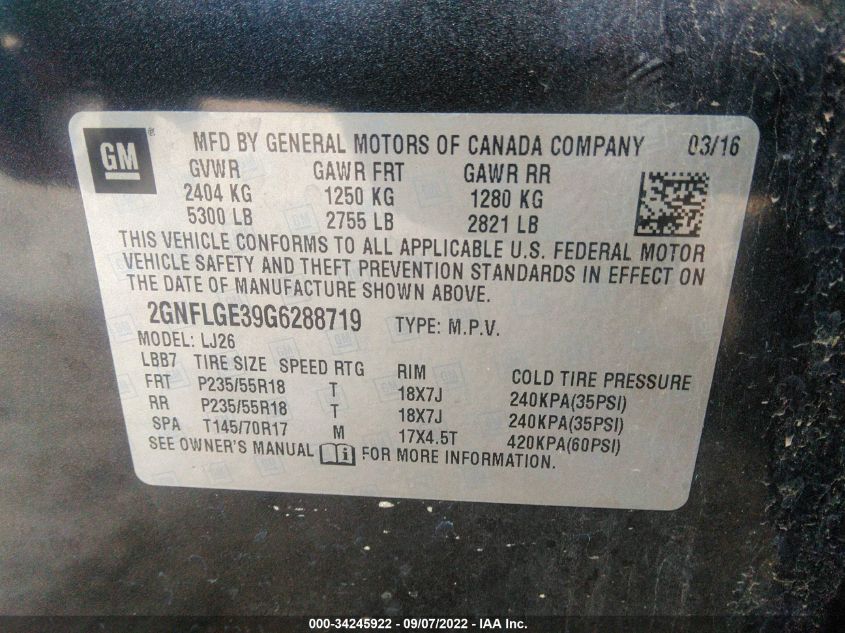 GM ® MFD BY GENERAL MOTORS OF CANADA COMPANY 03/16
GVWR GAWR FRT GAWR RR
2404 KG 1250 KG 1280 KG
5300 LB 2755 LB 2821 LB
THIS VEHICLE CONFORMS TO ALL APPLICABLE U.S. FEDERAL MOTOR
VEHICLE SAFETY AND THEFT PREVENTION STANDARDS IN EFFECT ON
THE DATE OF MANUFACTURE SHOWN ABOVE.
2GNFLGE39G6288719 TYPE: M.P.V.
MODEL: LJ26
LBB7 TIRE SIZE SPEED RTG RIM COLD TIRE PRESSURE
FRT P235/55R18 T 18X7J 240KPA(35PSI)
RR P235/55R18 T 18X7J 240KPA(35PSI)
SPA T145/70R17 M 17X4.5T 420KPA(60PSI)
SEE OWNER'S MANUAL FOR MORE INFORMATION.
000-34245922 - 09/07/2022 - IAA Inc.